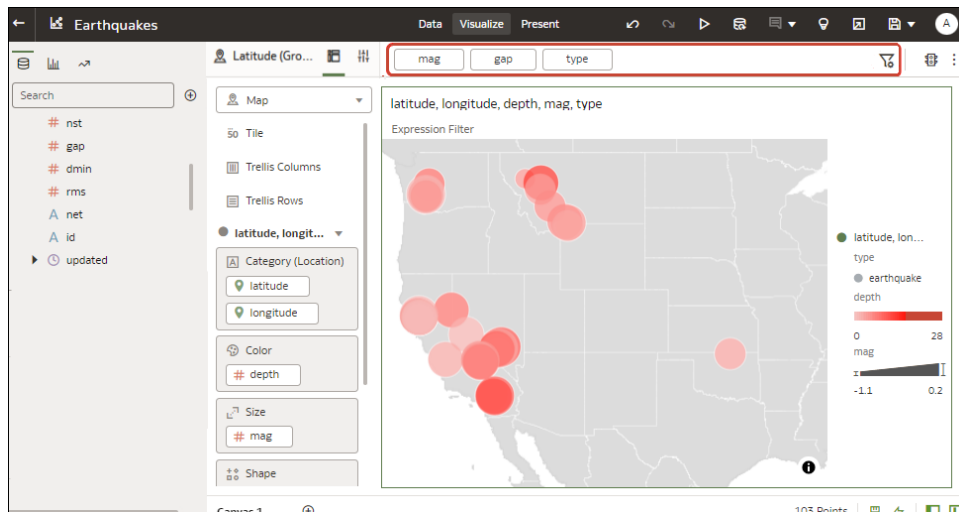 Earthquakes
Data Visualize Present
A
Latitude (Gro...
mag gap type
Search
# nst
# gap
# dmin
# rms
A net
A id
updated
Map
50 Tile
Trellis Columns
Trellis Rows
latitude, longit...
A Category (Location)
latitude
longitude
Color
# depth
Size
# mag
Shape
latitude, longitude, depth, mag, type
Expression Filter
latitude, lon...
type
earthquake
depth
0 28
mag
-1.1 0.2
Canvas 1
103 Points